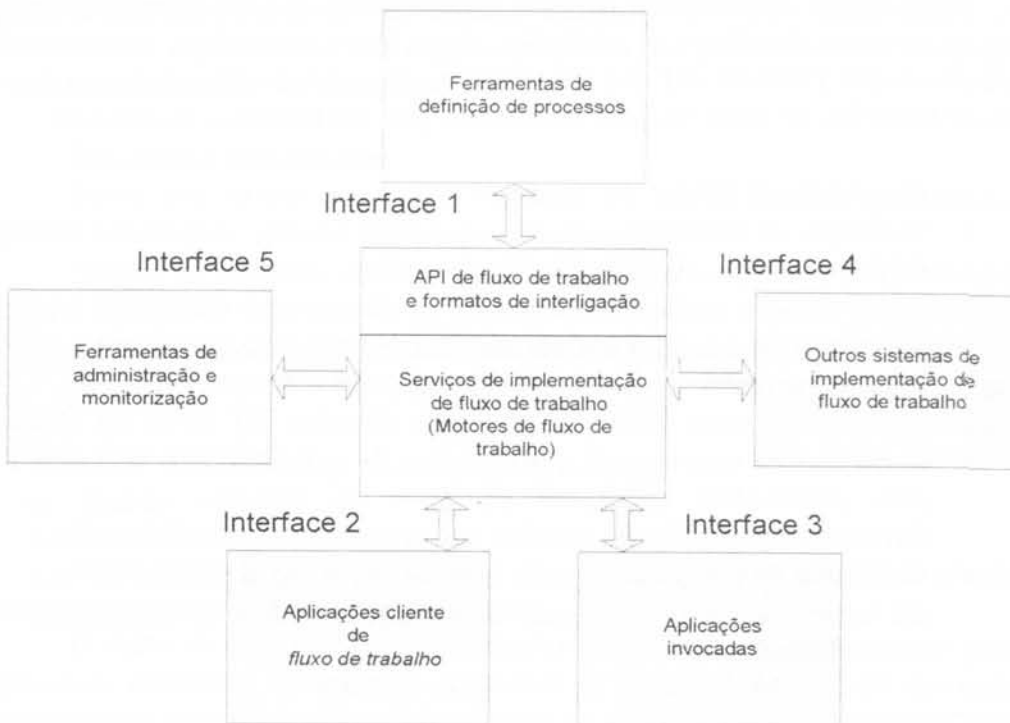 Ferramentas de
definição de processos
Interface 1
Interface 5
API de fluxo de trabalho
e formatos de interligação
Interface 4
Ferramentas de
administração e
monitorização
Serviços de implementação
de fluxo de trabalho
(Motores de fluxo de
trabalho)
Outros sistemas de
implementação de
fluxo de trabalho
Interface 2
Interface 3
Aplicações cliente
de
fluxo de trabalho
Aplicações
invocadas